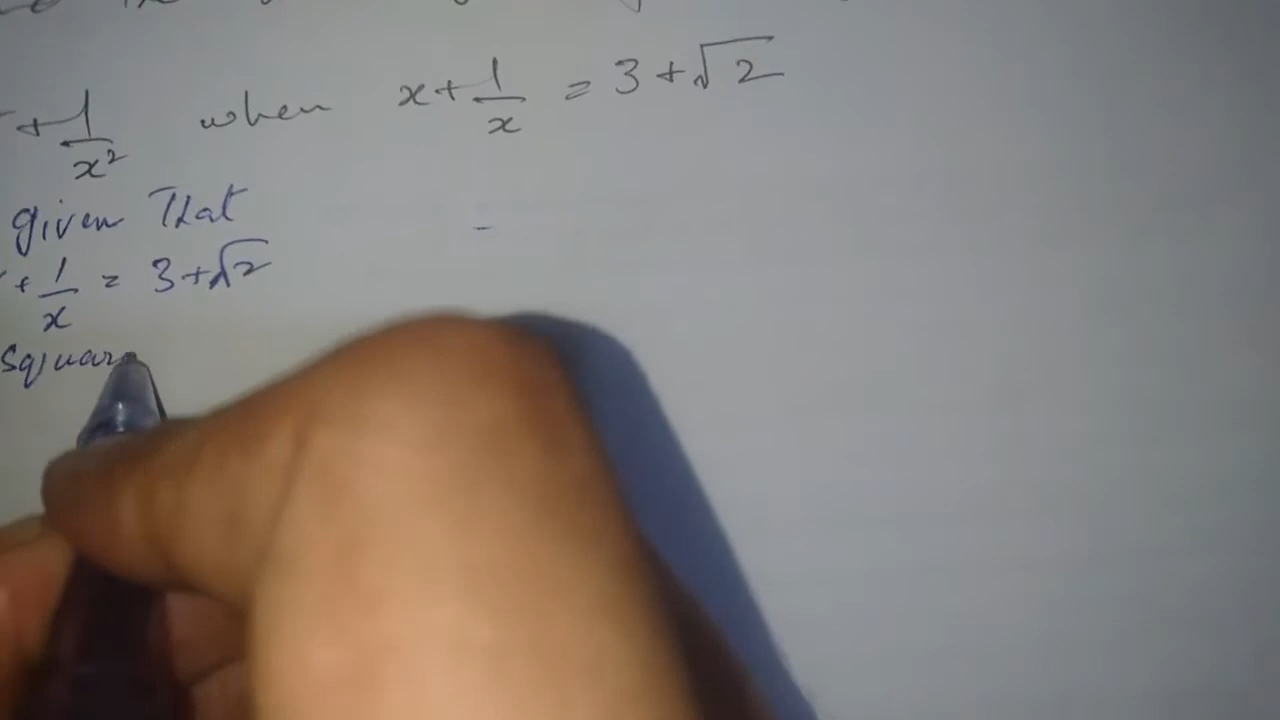 + 1/x² when x + 1/x = 3 + √2
given That
+ 1/x = 3 + √2
Squar